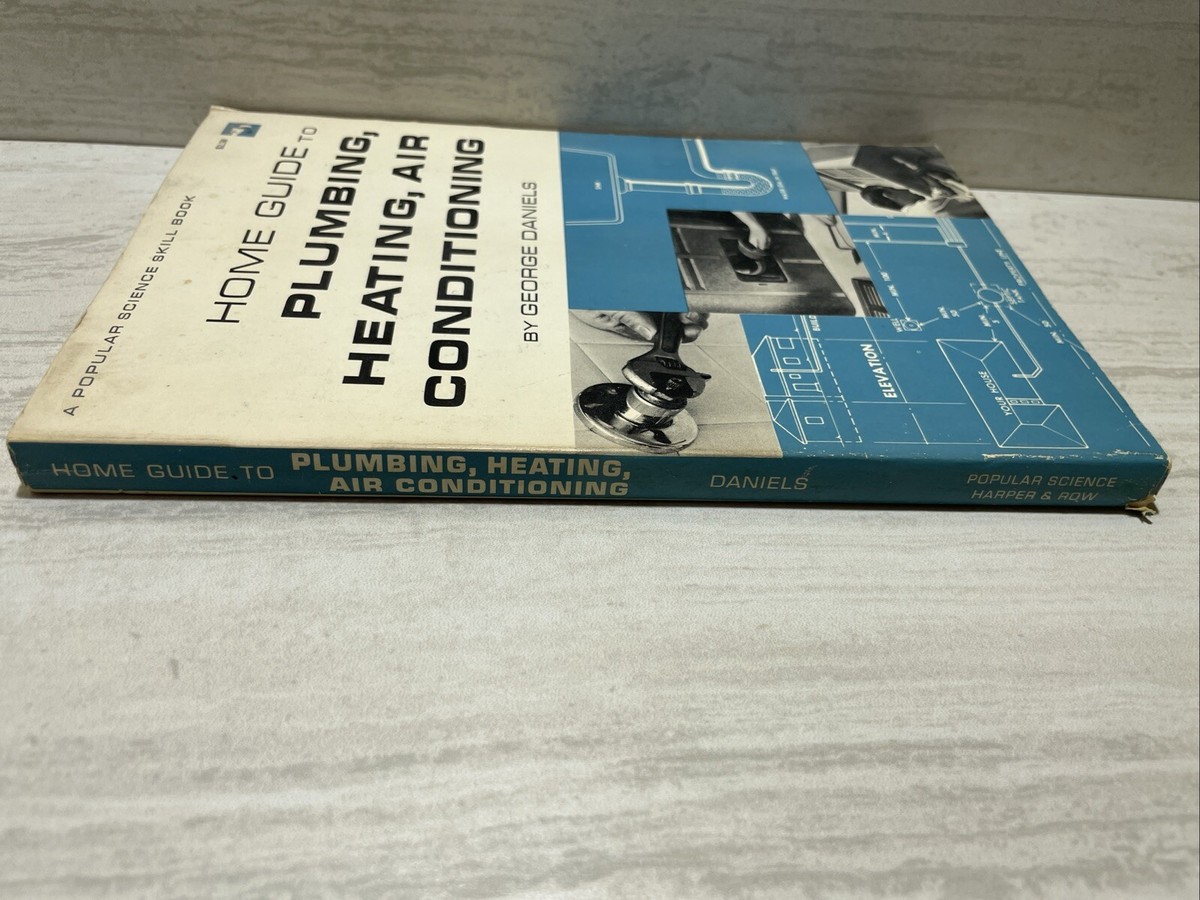 A POPULAR SCIENCE SKILL BOOK
HOME GUIDE TO
PLUMBING,
HEATING, AIR
CONDITIONING
BY GEORGE DANIELS
ELEVATION
YOUR HOUSE
HOME GUIDE TO
PLUMBING, HEATING,
AIR CONDITIONING
DANIELS
POPULAR SCIENCE
HARPER & ROW